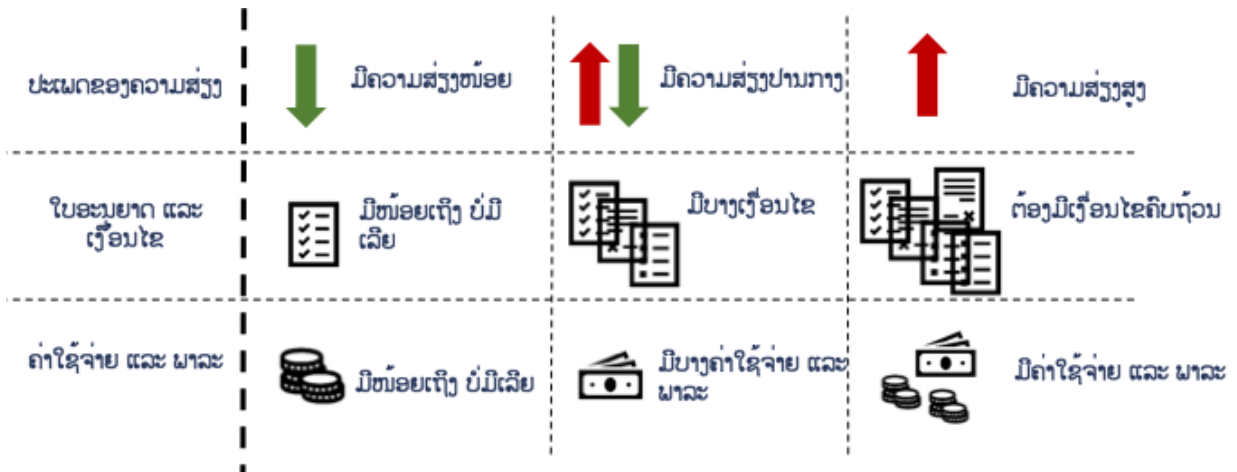 ປະເພດຂອງຄວາມສ່ຽງ
ມີຄວາມສ່ຽງໜ້ອຍ
ມີຄວາມສ່ຽງປານກາງ
ມີຄວາມສ່ຽງສູງ
ໃບອະນຸຍາດ ແລະ
ເງື່ອນໄຂ
ມີໜ້ອຍເຖິງ ບໍ່ມີ
ເລີຍ
ມີບາງເງື່ອນໄຂ
ຕ້ອງມີເງື່ອນໄຂຄົບຖ້ວນ
ຄ່າໃຊ້ຈ່າຍ ແລະ ພາລະ
ມີໜ້ອຍເຖິງ ບໍ່ມີເລີຍ
ມີບາງຄ່າໃຊ້ຈ່າຍ ແລະ
ພາລະ
ມີຄ່າໃຊ້ຈ່າຍ ແລະ ພາລະ